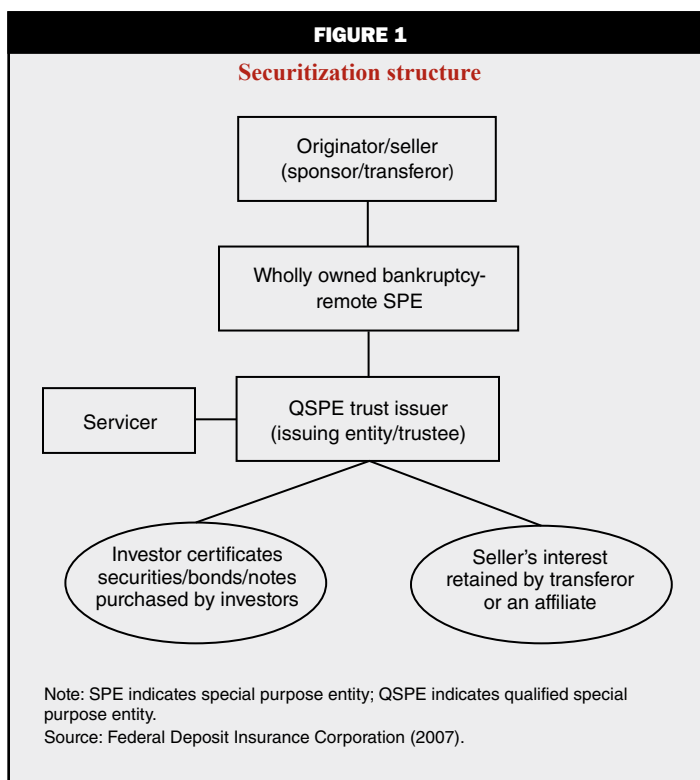 FIGURE 1
Securitization structure
Originator/seller
(sponsor/transferor)
Wholly owned bankruptcy-
remote SPE
Servicer
QSPE trust issuer
(issuing entity/trustee)
Investor certificates
securities/bonds/notes
purchased by investors
Seller's interest
retained by transferor
or an affiliate
Note: SPE indicates special purpose entity; QSPE indicates qualified special
purpose entity.
Source: Federal Deposit Insurance Corporation (2007).